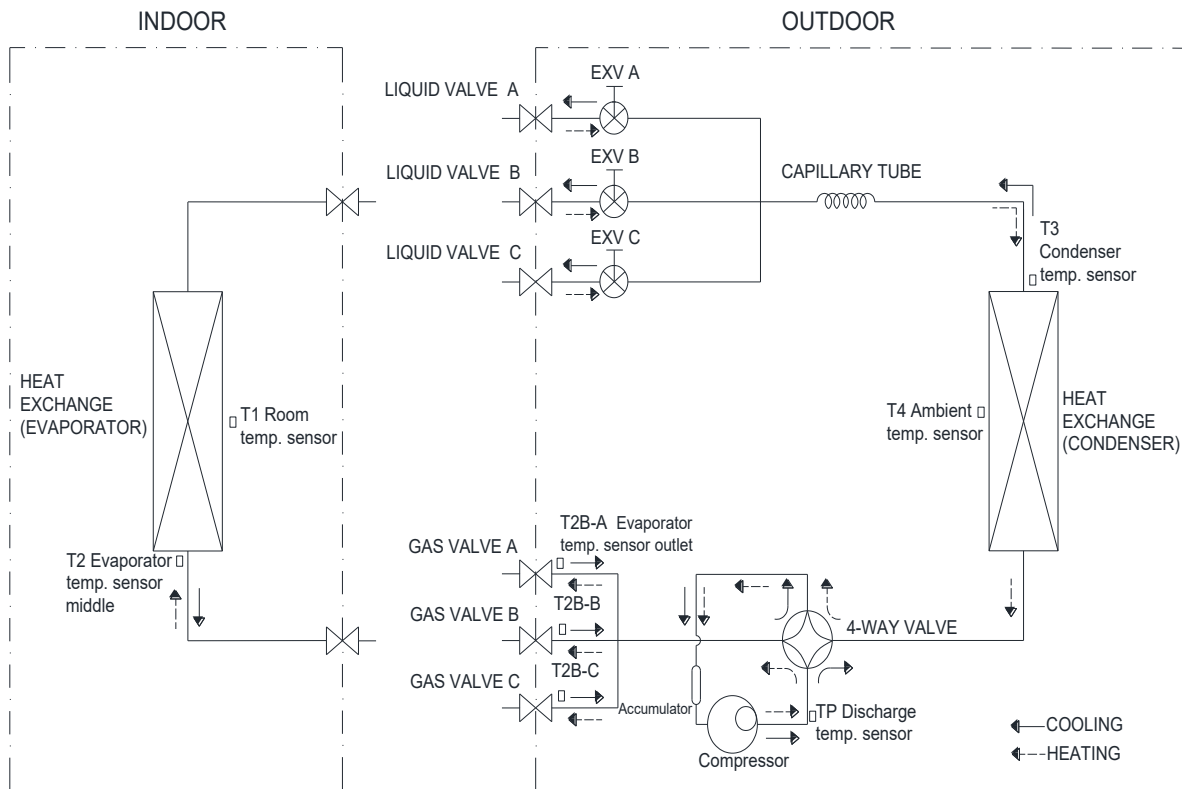 INDOOR
OUTDOOR
LIQUID VALVE  A
EXV A
LIQUID VALVE  B
EXV B
CAPILLARY TUBE
LIQUID VALVE  C
EXV C
T3
Condenser
temp. sensor
HEAT
EXCHANGE
(EVAPORATOR)
T1 Room
temp. sensor
T4 Ambient
temp. sensor
HEAT
EXCHANGE
(CONDENSER)
T2 Evaporator
temp. sensor
middle
GAS VALVE A
T2B-A  Evaporator
temp. sensor outlet
GAS VALVE B
T2B-B
4-WAY VALVE
GAS VALVE C
T2B-C
Accumulator
Compressor
TP Discharge
temp. sensor
COOLING
HEATING